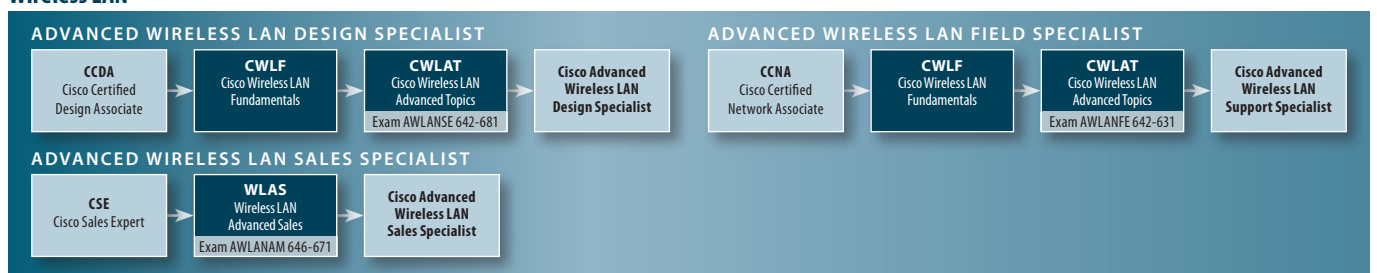 Wireless LAN
ADVANCED WIRELESS LAN DESIGN SPECIALIST
CCDA
Cisco Certified
Design Associate
CWLF
Cisco Wireless LAN
Fundamentals
CWLAT
Cisco Wireless LAN
Advanced Topics
Exam AWLANSE 642-681
Cisco Advanced
Wireless LAN
Design Specialist
ADVANCED WIRELESS LAN FIELD SPECIALIST
CCNA
Cisco Certified
Network Associate
CWLF
Cisco Wireless LAN
Fundamentals
CWLAT
Cisco Wireless LAN
Advanced Topics
Exam AWLANFE 642-631
Cisco Advanced
Wireless LAN
Support Specialist
ADVANCED WIRELESS LAN SALES SPECIALIST
CSE
Cisco Sales Expert
WLAS
Wireless LAN
Advanced Sales
Exam AWLANAM 646-671
Cisco Advanced
Wireless LAN
Sales Specialist